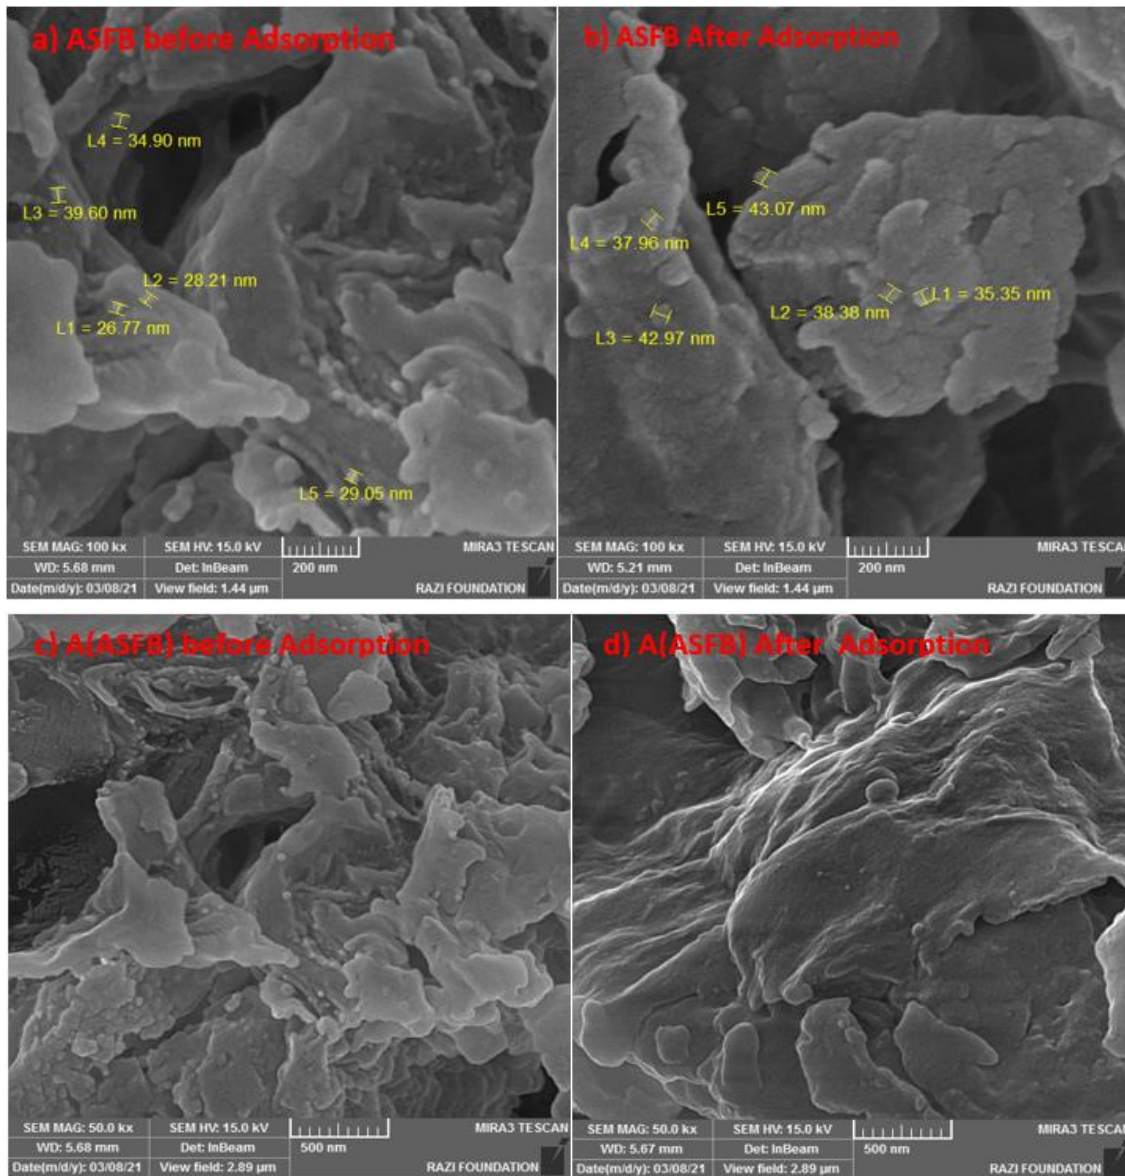 a) ASFB before Adsorption
L4 = 34.90 nm
L3 = 39.60 nm
L2 = 28.21 nm
L1 = 26.77 nm
L5 = 29.05 nm
SEM MAG: 100 kx SEM HV: 15.0 kV MIRA3 TESCAN
WD: 5.68 mm Det: InBeam 200 nm
Date(m/d/y): 03/08/21 View field: 1.44 µm RAZI FOUNDATION
b) ASFB After Adsorption
L5 = 43.07 nm
L4 = 37.96 nm
L1 = 35.35 nm
L2 = 38.38 nm
L3 = 42.97 nm
SEM MAG: 100 kx SEM HV: 15.0 kV MIRA3 TESCAN
WD: 5.21 mm Det: InBeam 200 nm
Date(m/d/y): 03/08/21 View field: 1.44 µm RAZI FOUNDATION
c) A(ASFB) before Adsorption
SEM MAG: 50.0 kx SEM HV: 15.0 kV MIRA3 TESCAN
WD: 5.68 mm Det: InBeam 500 nm
Date(m/d/y): 03/08/21 View field: 2.89 µm RAZI FOUNDATION
d) A(ASFB) After Adsorption
SEM MAG: 50.0 kx SEM HV: 15.0 kV MIRA3 TESCAN
WD: 5.67 mm Det: InBeam 500 nm
Date(m/d/y): 03/08/21 View field: 2.89 µm RAZI FOUNDATION